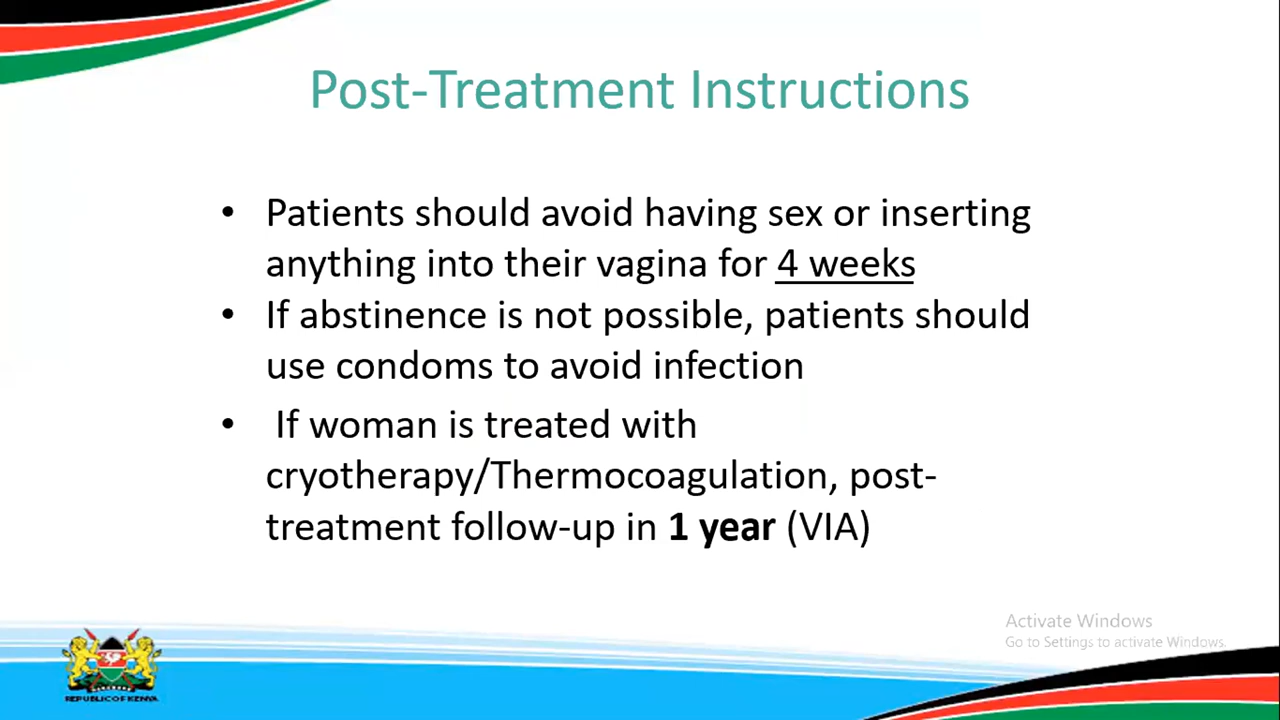 Post-Treatment Instructions
• Patients should avoid having sex or inserting
anything into their vagina for 4 weeks
• If abstinence is not possible, patients should
use condoms to avoid infection
• If woman is treated with
cryotherapy/Thermocoagulation, post-
treatment follow-up in 1 year (VIA)
Activate Windows
Go to Settings to activate Windows.
REPUBLIC OF KENYA